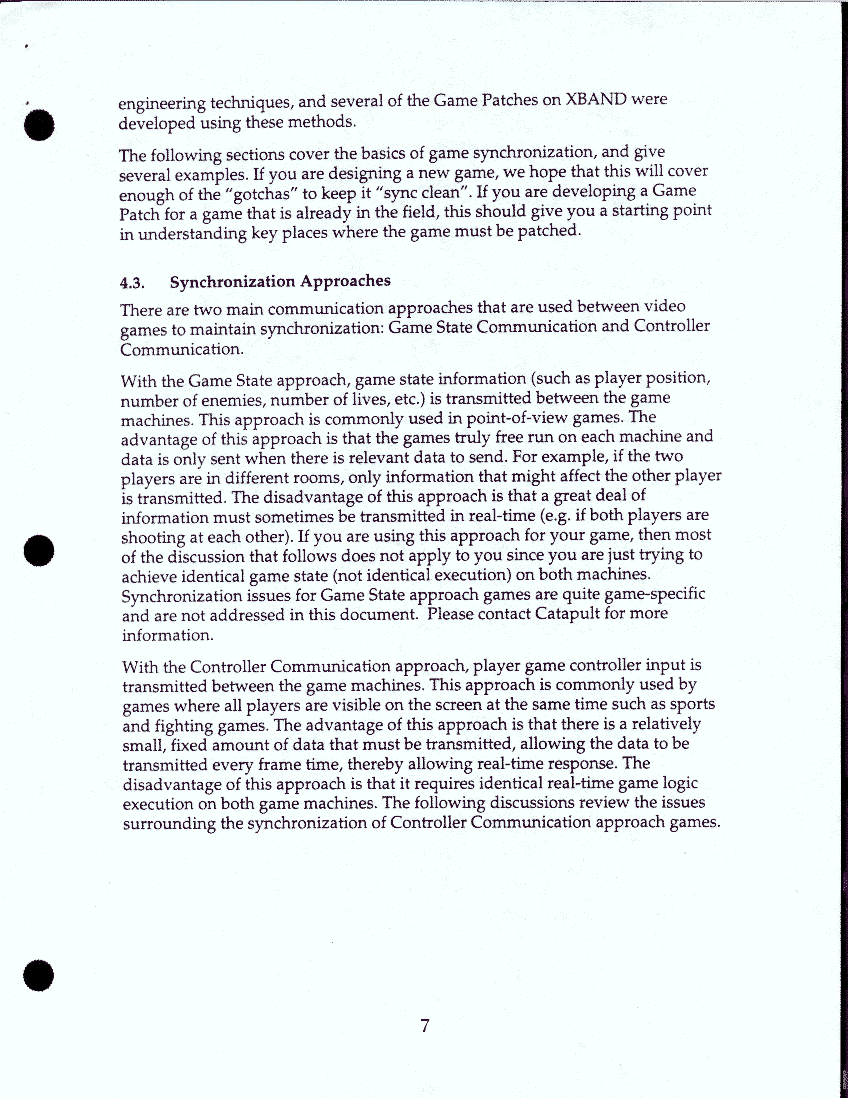 engineering techniques, and several of the Game Patches on XBAND were
developed using these methods.
The following sections cover the basics of game synchronization, and give
several examples. If you are designing a new game, we hope that this will cover
enough of the "gotchas" to keep it "sync clean". If you are developing a Game
Patch for a game that is already in the field, this should give you a starting point
in understanding key places where the game must be patched.
4.3. Synchronization Approaches
There are two main communication approaches that are used between video
games to maintain synchronization: Game State Communication and Controller
Communication.
With the Game State approach, game state information (such as player position,
number of enemies, number of lives, etc.) is transmitted between the game
machines. This approach is commonly used in point-of-view games. The
advantage of this approach is that the games truly free run on each machine and
data is only sent when there is relevant data to send. For example, if the two
players are in different rooms, only information that might affect the other player
is transmitted. The disadvantage of this approach is that a great deal of
information must sometimes be transmitted in real-time (e.g. if both players are
shooting at each other). If you are using this approach for your game, then most
of the discussion that follows does not apply to you since you are just trying to
achieve identical game state (not identical execution) on both machines.
Synchronization issues for Game State approach games are quite game-specific
and are not addressed in this document. Please contact Catapult for more
information.
With the Controller Communication approach, player game controller input is
transmitted between the game machines. This approach is commonly used by
games where all players are visible on the screen at the same time such as sports
and fighting games. The advantage of this approach is that there is a relatively
small, fixed amount of data that must be transmitted, allowing the data to be
transmitted every frame time, thereby allowing real-time response. The
disadvantage of this approach is that it requires identical real-time game logic
execution on both game machines. The following discussions review the issues
surrounding the synchronization of Controller Communication approach games.
7